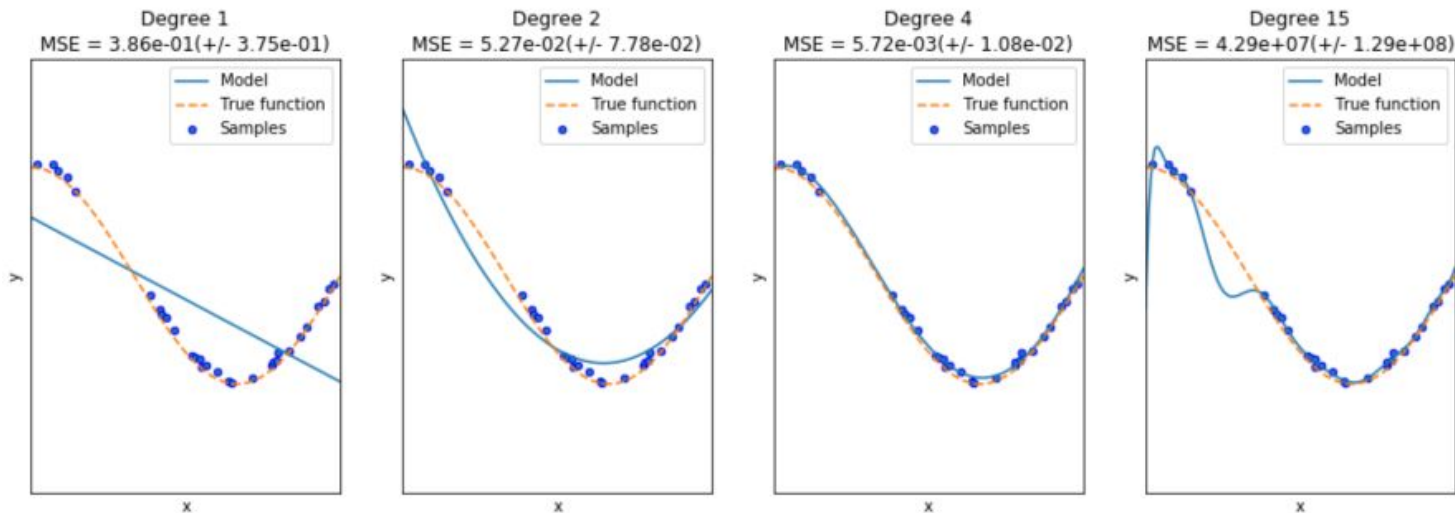 Degree 1
MSE = 3.86e-01(+/- 3.75e-01)
Model
True function
Samples
y
x
Degree 2
MSE = 5.27e-02(+/- 7.78e-02)
Model
True function
Samples
y
x
Degree 4
MSE = 5.72e-03(+/- 1.08e-02)
Model
True function
Samples
y
x
Degree 15
MSE = 4.29e+07(+/- 1.29e+08)
Model
True function
Samples
y
x